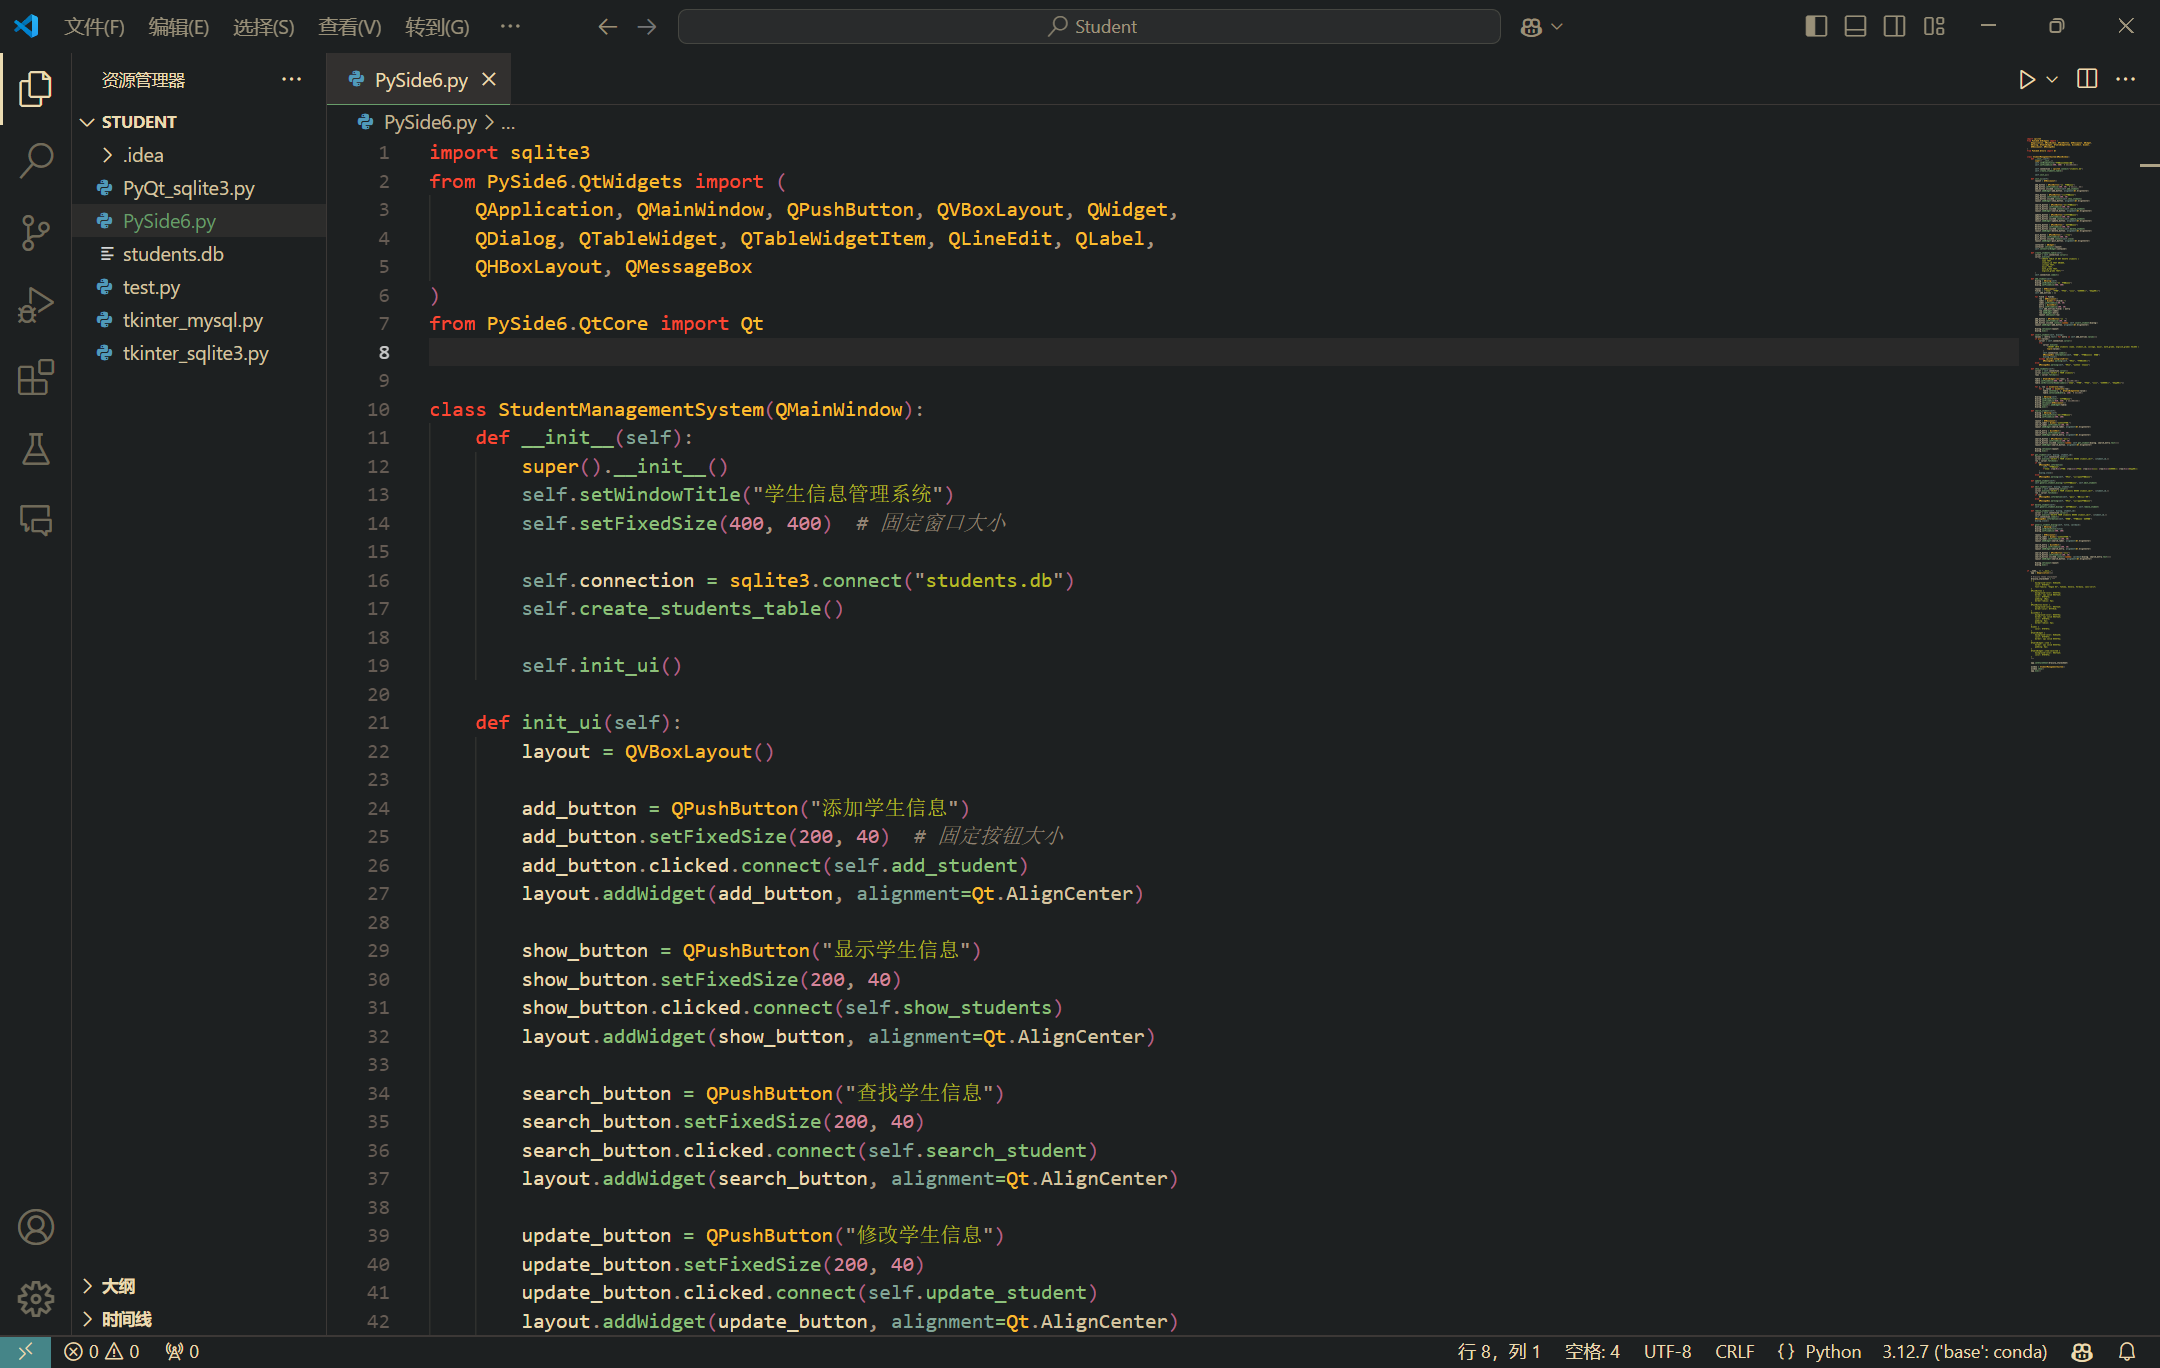 文件(F) 编辑(E) 选择(S) 查看(V) 转到(G) ··· Student
资源管理器 ···
PySide6.py
STUDENT
.idea
PyQt_sqlite3.py
PySide6.py
students.db
test.py
tkinter_mysql.py
tkinter_sqlite3.py
大纲
时间线
PySide6.py > ...
1 import sqlite3
2 from PySide6.QtWidgets import (
3     QApplication, QMainWindow, QPushButton, QVBoxLayout, QWidget,
4     QDialog, QTableWidget, QTableWidgetItem, QLineEdit, QLabel,
5     QHBoxLayout, QMessageBox
6 )
7 from PySide6.QtCore import Qt
8
9
10 class StudentManagementSystem(QMainWindow):
11     def __init__(self):
12         super().__init__()
13         self.setWindowTitle("学生信息管理系统")
14         self.setFixedSize(400, 400)  # 固定窗口大小
15
16         self.connection = sqlite3.connect("students.db")
17         self.create_students_table()
18
19         self.init_ui()
20
21     def init_ui(self):
22         layout = QVBoxLayout()
23
24         add_button = QPushButton("添加学生信息")
25         add_button.setFixedSize(200, 40)  # 固定按钮大小
26         add_button.clicked.connect(self.add_student)
27         layout.addWidget(add_button, alignment=Qt.AlignCenter)
28
29         show_button = QPushButton("显示学生信息")
30         show_button.setFixedSize(200, 40)
31         show_button.clicked.connect(self.show_students)
32         layout.addWidget(show_button, alignment=Qt.AlignCenter)
33
34         search_button = QPushButton("查找学生信息")
35         search_button.setFixedSize(200, 40)
36         search_button.clicked.connect(self.search_student)
37         layout.addWidget(search_button, alignment=Qt.AlignCenter)
38
39         update_button = QPushButton("修改学生信息")
40         update_button.setFixedSize(200, 40)
41         update_button.clicked.connect(self.update_student)
42         layout.addWidget(update_button, alignment=Qt.AlignCenter)
0 0 0 行 8，列 1 空格: 4 UTF-8 CRLF {} Python 3.12.7 ('base': conda)